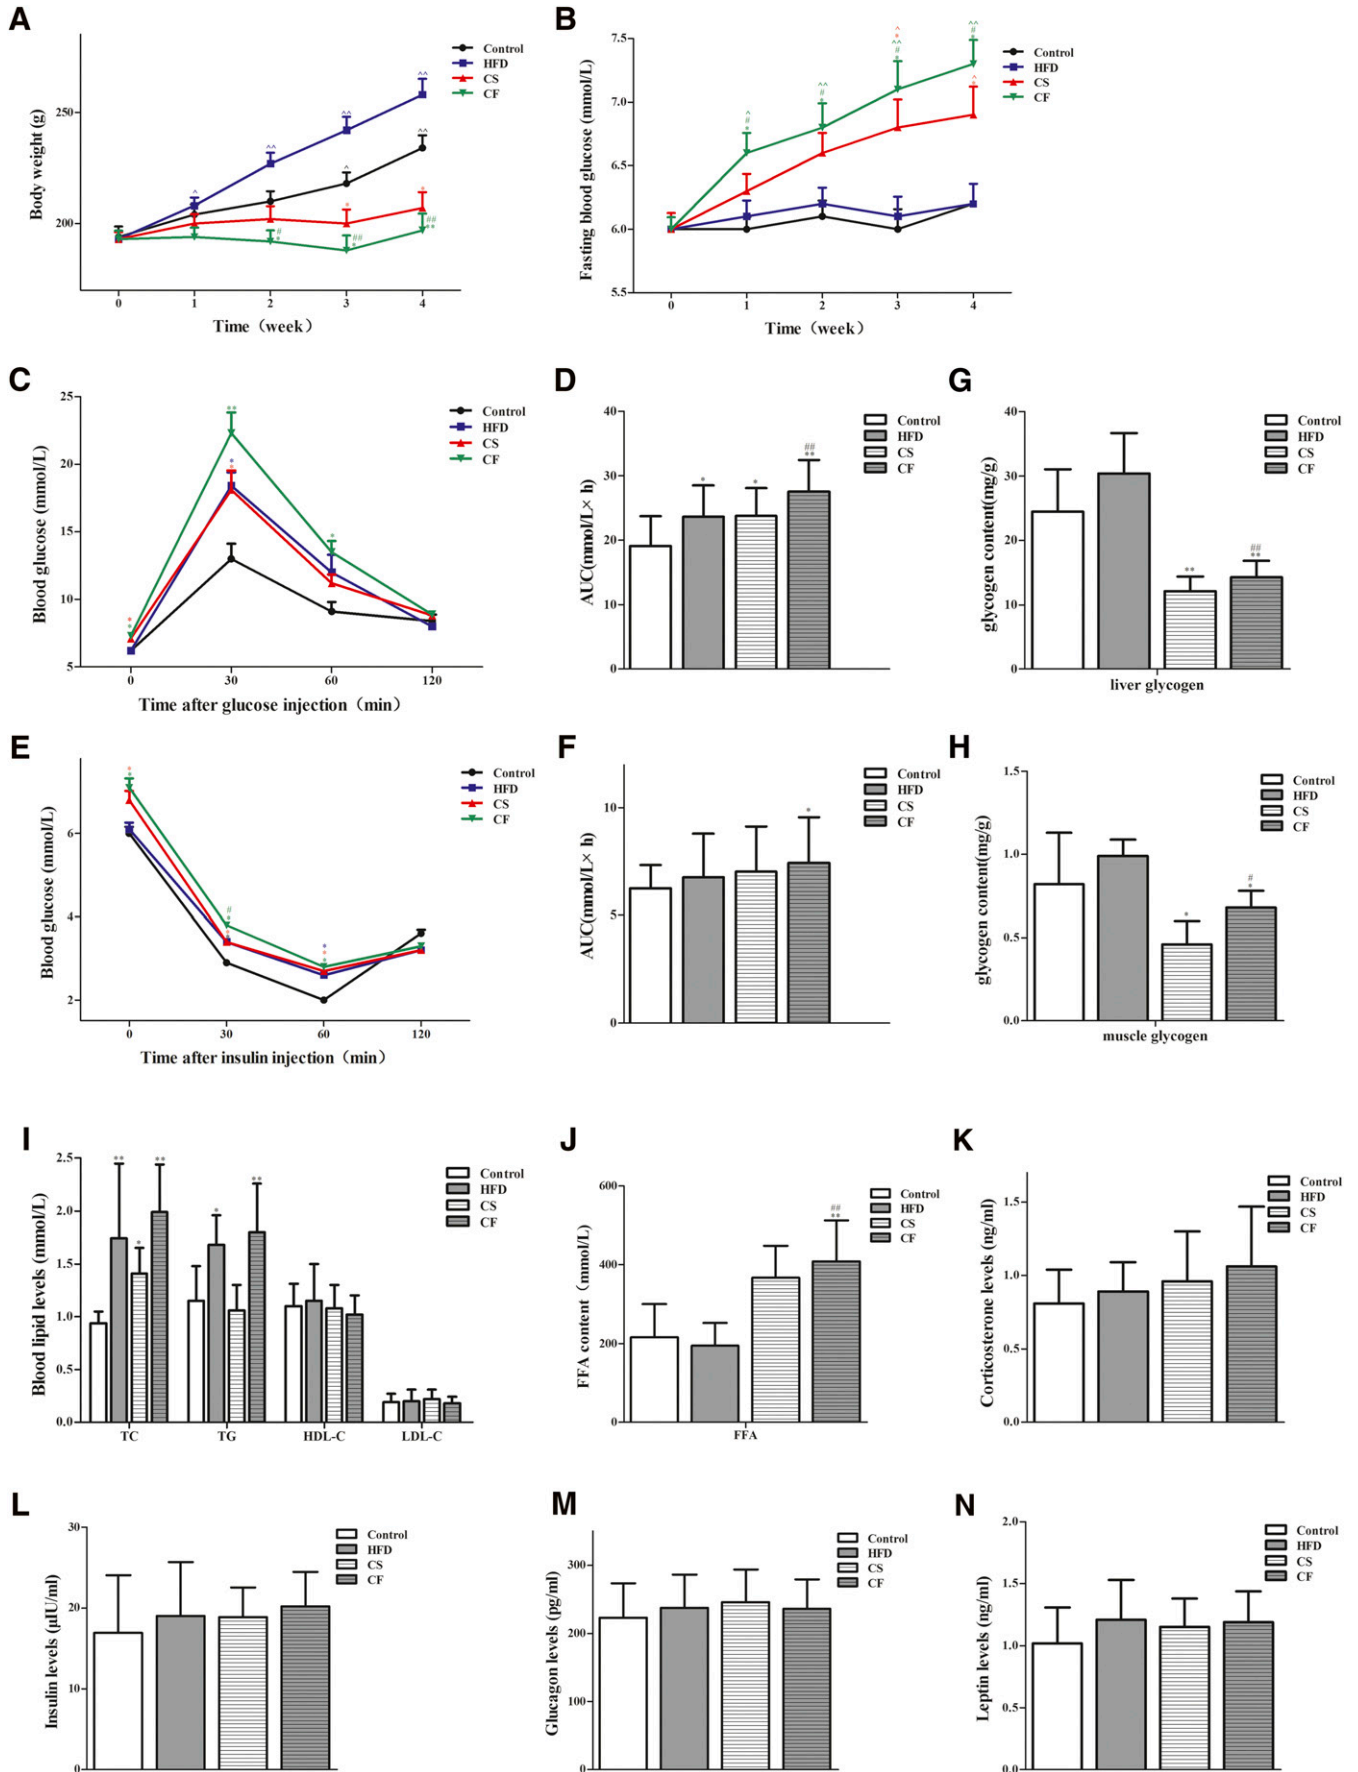 A
Body weight (g)
250
200
0 1 2 3 4
Time（week）
Control
HFD
CS
CF
^ ^^ ^^ ^^
^ ^^
* *
# * ## * ## **
B
Fasting blood glucose (mmol/L)
7.5
7.0
6.5
6.0
5.5
0 1 2 3 4
Time（week）
Control
HFD
CS
CF
^ # *
^^ # *
^ * ^^ # *
^^ # *
^ *
C
Blood glucose (mmol/L)
25
20
15
10
5
0 30 60 120
Time after glucose injection（min）
Control
HFD
CS
CF
* *
**
* *
*
D
AUC(mmol/L× h)
40
30
20
10
0
* * ## **
Control
HFD
CS
CF
G
glycogen content(mg/g)
40
30
20
10
0
** ## **
liver glycogen
Control
HFD
CS
CF
E
Blood glucose (mmol/L)
6
4
2
0 30 60 120
Time after insulin injection（min）
Control
HFD
CS
CF
* *
# *
* * *
F
AUC(mmol/L× h)
10
5
0
*
Control
HFD
CS
CF
H
glycogen content(mg/g)
1.5
1.0
0.5
0.0
* # *
muscle glycogen
Control
HFD
CS
CF
I
Blood lipid levels (mmol/L)
2.5
2.0
1.5
1.0
0.5
0.0
** * ** * **
TC TG HDL-C LDL-C
Control
HFD
CS
CF
J
FFA content（mmol/L)
600
400
200
0
## **
FFA
Control
HFD
CS
CF
K
Corticosterone levels (ng/ml)
1.5
1.0
0.5
0.0
Control
HFD
CS
CF
L
Insulin levels (μIU/ml)
30
20
10
0
Control
HFD
CS
CF
M
Glucagon levels (pg/ml)
300
200
100
0
Control
HFD
CS
CF
N
Leptin levels (ng/ml)
2.0
1.5
1.0
0.5
0.0
Control
HFD
CS
CF